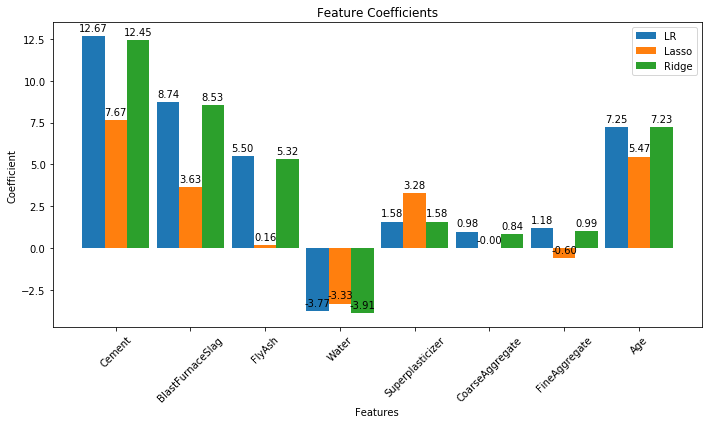 Feature Coefficients
LR
Lasso
Ridge
12.67
7.67
12.45
8.74
3.63
8.53
5.50
0.16
5.32
-3.77
-3.33
-3.91
1.58
3.28
1.58
0.98
-0.00
0.84
1.18
-0.60
0.99
7.25
5.47
7.23
Coefficient
12.5
10.0
7.5
5.0
2.5
0.0
−2.5
Cement
BlastFurnaceSlag
FlyAsh
Water
Superplasticizer
CoarseAggregate
FineAggregate
Age
Features